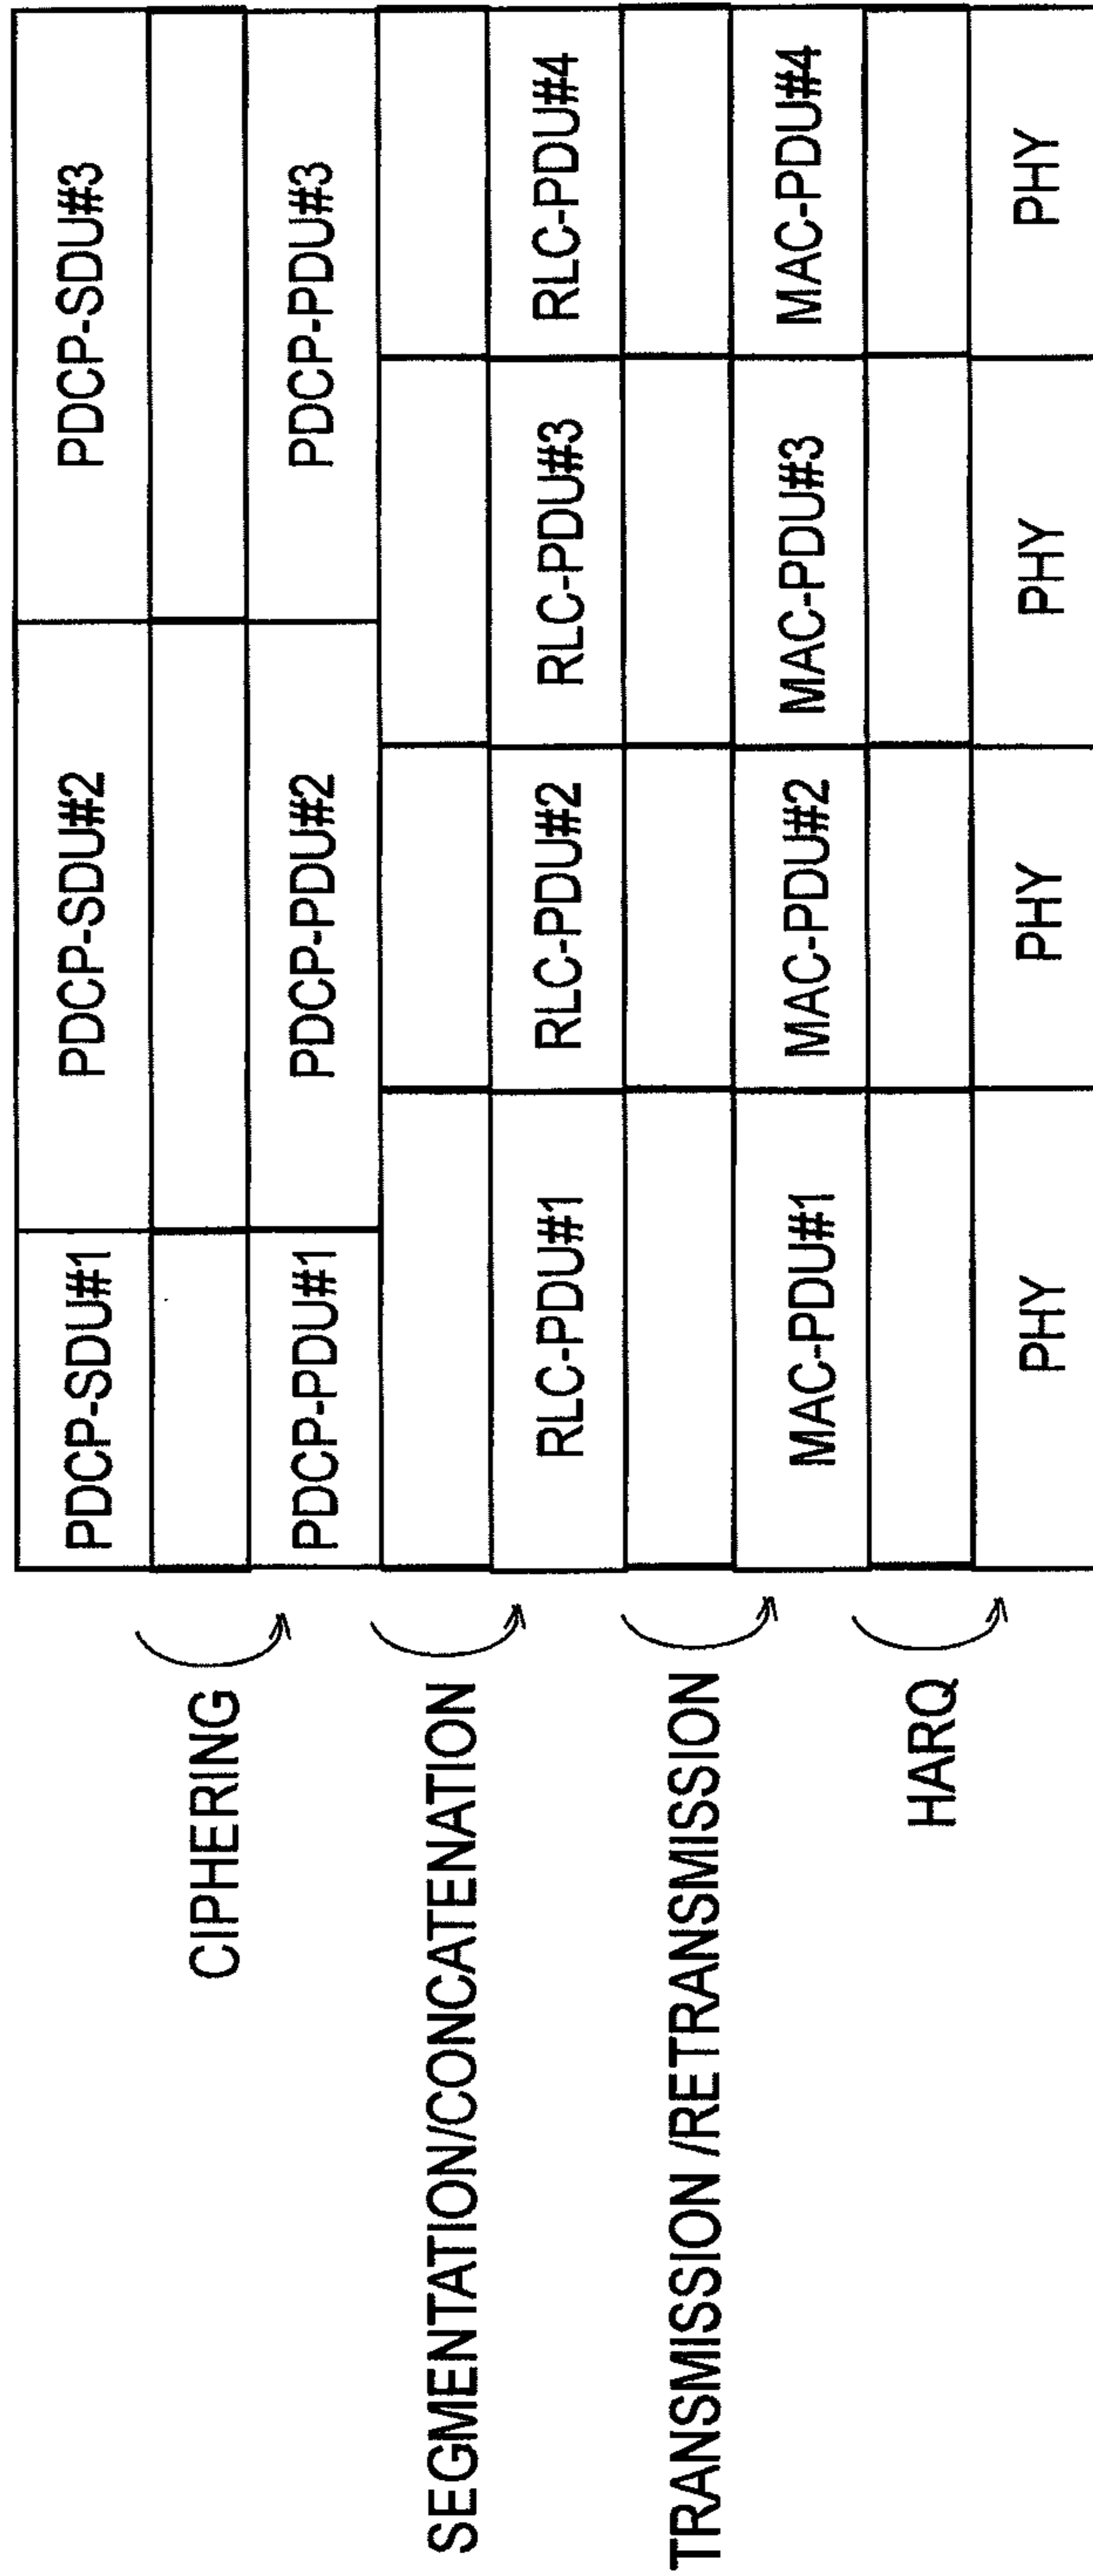 PDCP-SDU#1 PDCP-SDU#2 PDCP-SDU#3
CIPHERING
PDCP-PDU#1 PDCP-PDU#2 PDCP-PDU#3
SEGMENTATION/CONCATENATION
RLC-PDU#1 RLC-PDU#2 RLC-PDU#3 RLC-PDU#4
TRANSMISSION /RETRANSMISSION
MAC-PDU#1 MAC-PDU#2 MAC-PDU#3 MAC-PDU#4
HARQ
PHY PHY PHY PHY